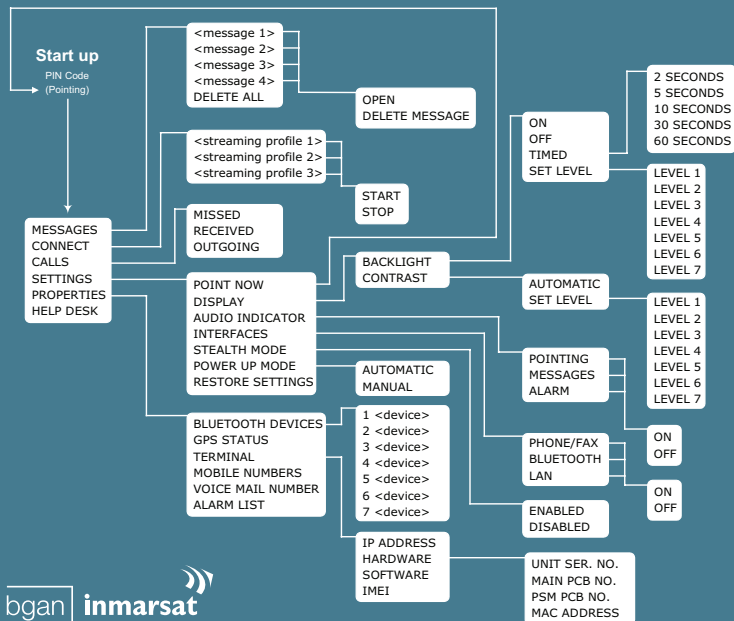 Start up
PIN Code
(Pointing)
MESSAGES
CONNECT
CALLS
SETTINGS
PROPERTIES
HELP DESK
<message 1>
<message 2>
<message 3>
<message 4>
DELETE ALL
OPEN
DELETE MESSAGE
<streaming profile 1>
<streaming profile 2>
<streaming profile 3>
START
STOP
MISSED
RECEIVED
OUTGOING
POINT NOW
DISPLAY
AUDIO INDICATOR
INTERFACES
STEALTH MODE
POWER UP MODE
RESTORE SETTINGS
BACKLIGHT
CONTRAST
ON
OFF
TIMED
SET LEVEL
2 SECONDS
5 SECONDS
10 SECONDS
30 SECONDS
60 SECONDS
LEVEL 1
LEVEL 2
LEVEL 3
LEVEL 4
LEVEL 5
LEVEL 6
LEVEL 7
AUTOMATIC
SET LEVEL
LEVEL 1
LEVEL 2
LEVEL 3
LEVEL 4
LEVEL 5
LEVEL 6
LEVEL 7
POINTING
MESSAGES
ALARM
ON
OFF
PHONE/FAX
BLUETOOTH
LAN
ON
OFF
ENABLED
DISABLED
AUTOMATIC
MANUAL
BLUETOOTH DEVICES
GPS STATUS
TERMINAL
MOBILE NUMBERS
VOICE MAIL NUMBER
ALARM LIST
1 <device>
2 <device>
3 <device>
4 <device>
5 <device>
6 <device>
7 <device>
IP ADDRESS
HARDWARE
SOFTWARE
IMEI
UNIT SER. NO.
MAIN PCB NO.
PSM PCB NO.
MAC ADDRESS
bgan inmarsat